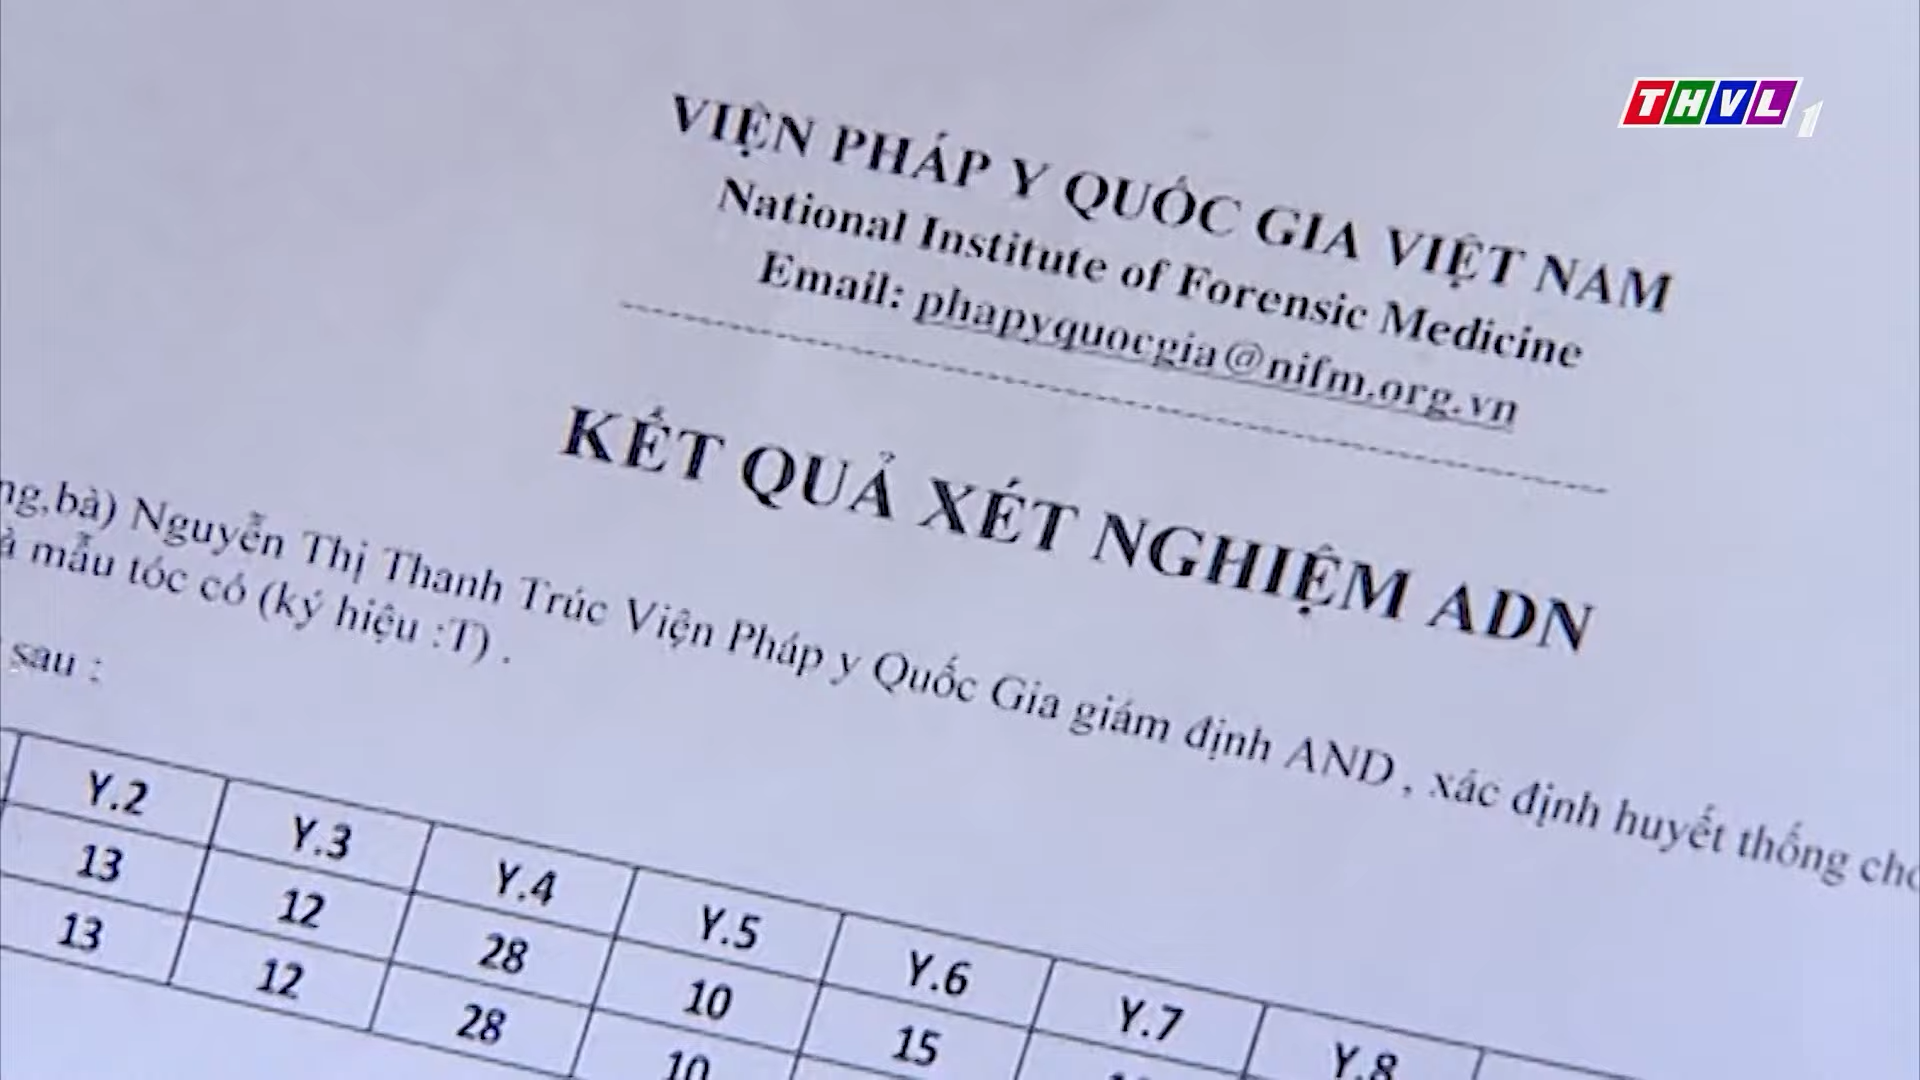 THVL1
VIỆN PHÁP Y QUỐC GIA VIỆT NAM
National Institute of Forensic Medicine
Email: phapyquocgia@nifm.org.vn
KẾT QUẢ XÉT NGHIỆM ADN
ng,bà) Nguyễn Thị Thanh Trúc Viện Pháp y Quốc Gia giám định AND , xác định huyết thống cho
à mẫu tóc có (ký hiệu :T) .
sau :
Y.2 Y.3 Y.4 Y.5 Y.6 Y.7 Y.8
13 12 28 10 15
13 12 28 10